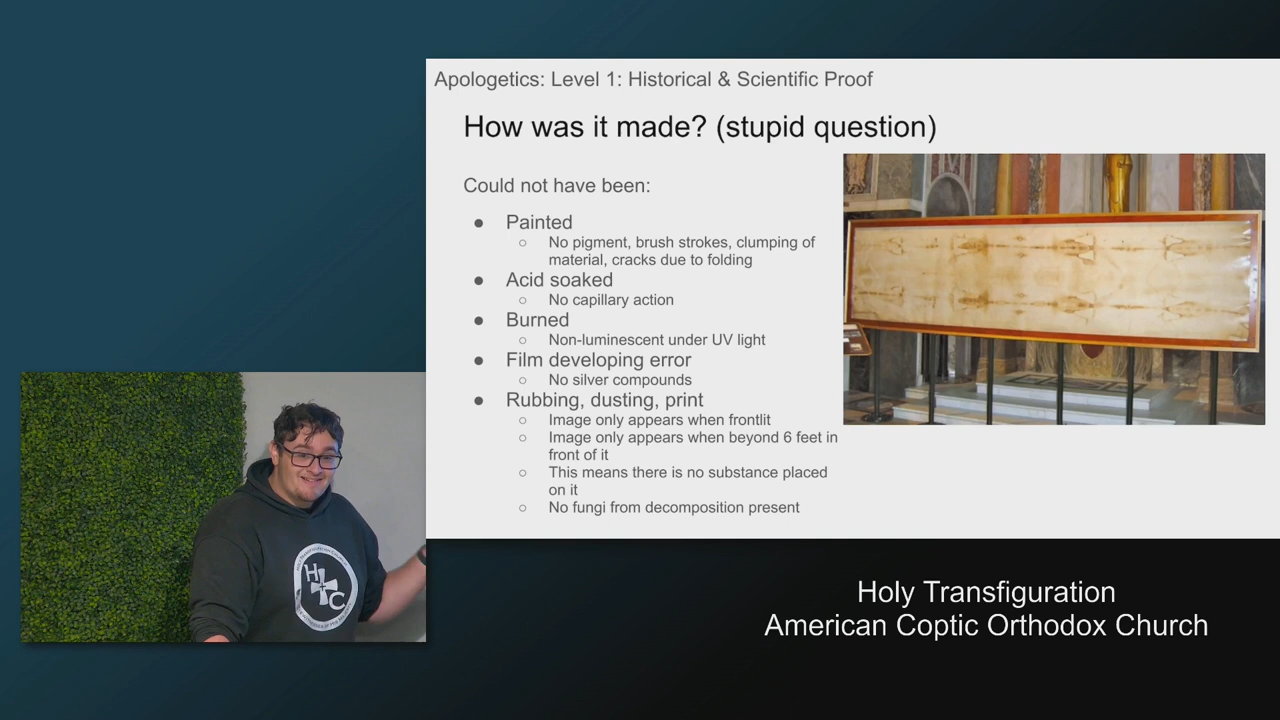 Apologetics: Level 1: Historical & Scientific Proof
How was it made? (stupid question)
Could not have been:
● Painted
○ No pigment, brush strokes, clumping of
material, cracks due to folding
● Acid soaked
○ No capillary action
● Burned
○ Non-luminescent under UV light
● Film developing error
○ No silver compounds
● Rubbing, dusting, print
○ Image only appears when frontlit
○ Image only appears when beyond 6 feet in
front of it
○ This means there is no substance placed
on it
○ No fungi from decomposition present
H
T
C
Holy Transfiguration
American Coptic Orthodox Church